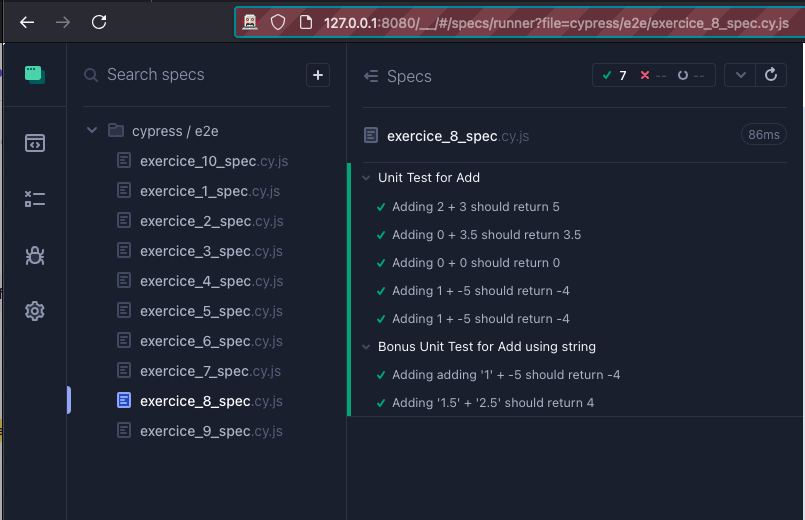 127.0.0.1:8080/__/#/specs/runner?file=cypress/e2e/exercice_8_spec.cy.js
Search specs
+
cypress / e2e
exercice_10_spec.cy.js
exercice_1_spec.cy.js
exercice_2_spec.cy.js
exercice_3_spec.cy.js
exercice_4_spec.cy.js
exercice_5_spec.cy.js
exercice_6_spec.cy.js
exercice_7_spec.cy.js
exercice_8_spec.cy.js
exercice_9_spec.cy.js
Specs
7 -- --
exercice_8_spec.cy.js
86ms
Unit Test for Add
Adding 2 + 3 should return 5
Adding 0 + 3.5 should return 3.5
Adding 0 + 0 should return 0
Adding 1 + -5 should return -4
Adding 1 + -5 should return -4
Bonus Unit Test for Add using string
Adding adding '1' + -5 should return -4
Adding '1.5' + '2.5' should return 4